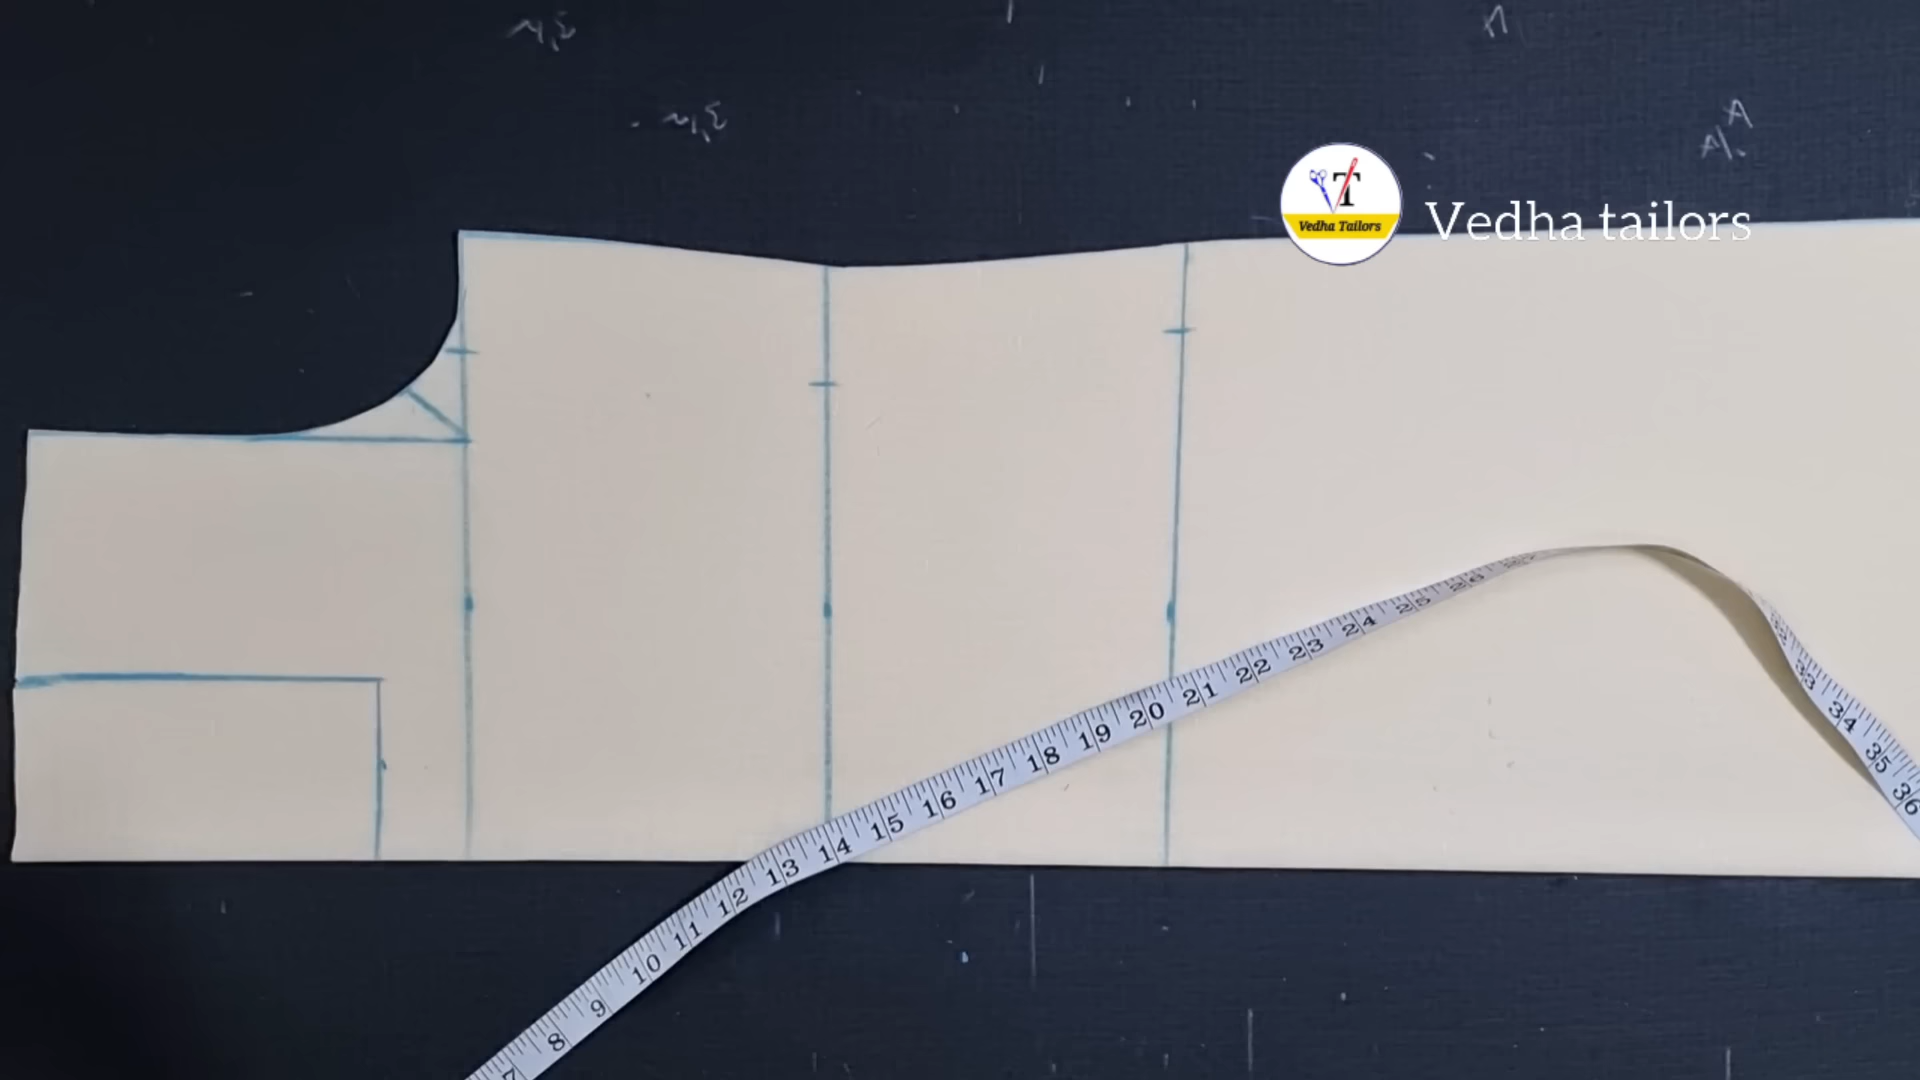 VT
Vedha Tailors
Vedha tailors
7 8 9 10 11 12 13 14 15 16 17 18 19 20 21 22 23 24 25 26
33 34 35 36